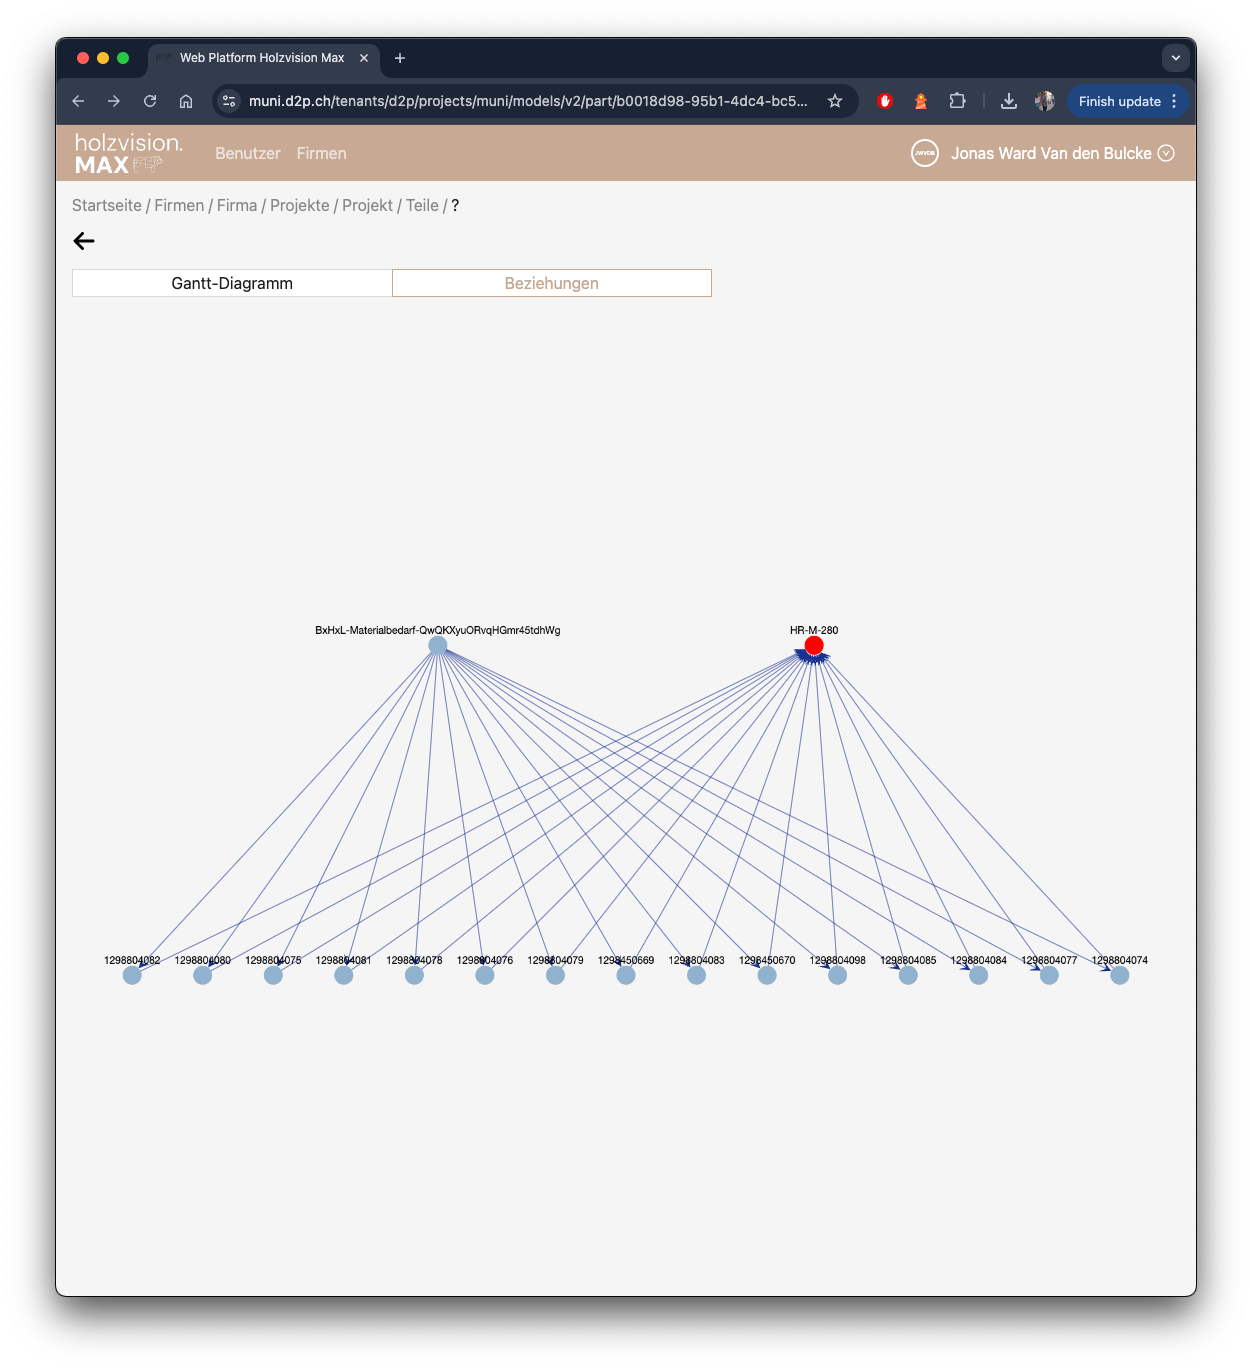 Web Platform Holzvision Max
muni.d2p.ch/tenants/d2p/projects/muni/models/v2/part/b0018d98-95b1-4dc4-bc5...
Finish update
holzvision.
MAX
Benutzer Firmen
JWVDB
Jonas Ward Van den Bulcke
Startseite / Firmen / Firma / Projekte / Projekt / Teile / ?
Gantt-Diagramm
Beziehungen
BxHxL-Materialbedarf-QwQKXyuORvqHGmr45tdhWg
HR-M-280
1298804082 1298804080 1298804075 1298804081 1298804078 1298804076 1298804079 1298450669 1298804083 1298450670 1298804098 1298804085 1298804084 1298804077 1298804074